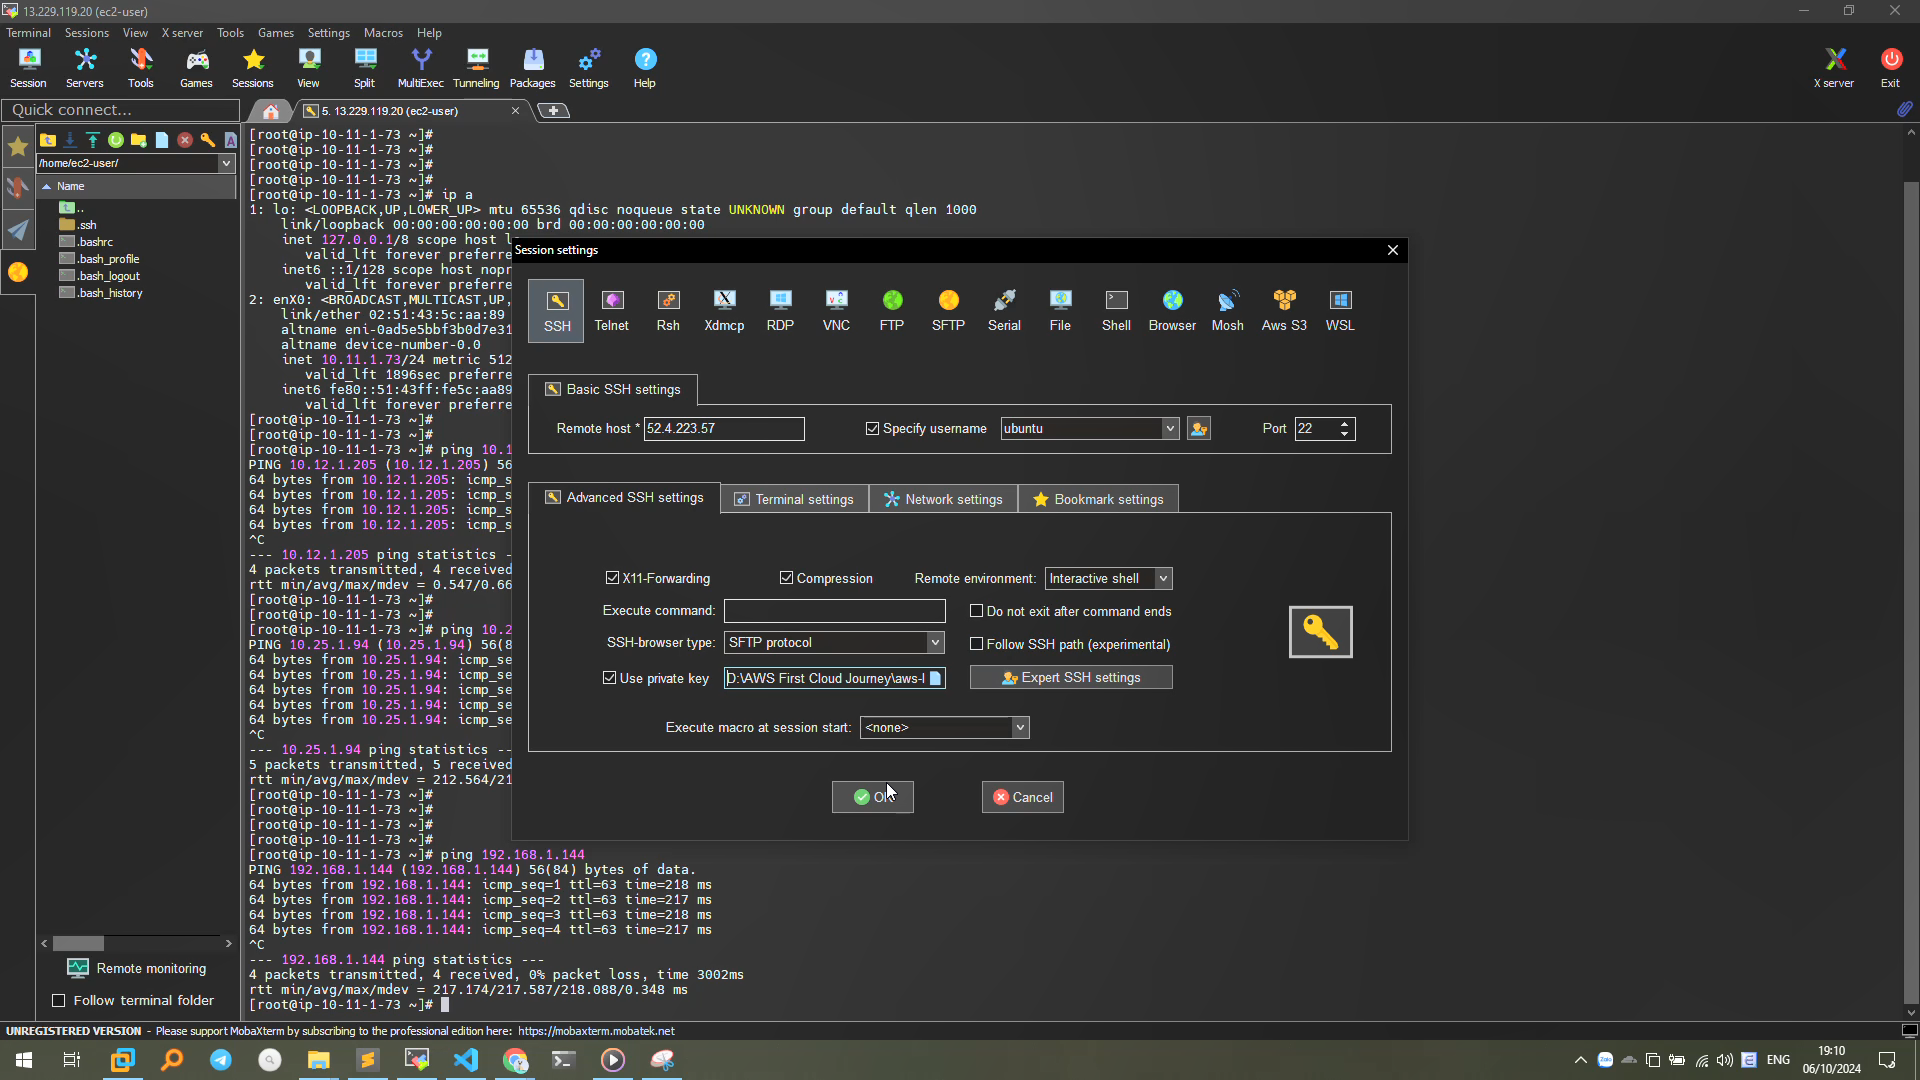 13.229.119.20 (ec2-user)
Terminal Sessions View X server Tools Games Settings Macros Help
Session Servers Tools Games Sessions View Split MultiExec Tunneling Packages Settings Help X server Exit
Quick connect...
5. 13.229.119.20 (ec2-user)
/home/ec2-user/
Name
..
.ssh
.bashrc
.bash_profile
.bash_logout
.bash_history
Remote monitoring
Follow terminal folder
[root@ip-10-11-1-73 ~]#
[root@ip-10-11-1-73 ~]#
[root@ip-10-11-1-73 ~]#
[root@ip-10-11-1-73 ~]#
[root@ip-10-11-1-73 ~]# ip a
1: lo: <LOOPBACK,UP,LOWER_UP> mtu 65536 qdisc noqueue state UNKNOWN group default qlen 1000
link/loopback 00:00:00:00:00:00 brd 00:00:00:00:00:00
inet 127.0.0.1/8 scope host l
valid_lft forever preferre
inet6 ::1/128 scope host nopr
valid_lft forever preferre
2: enX0: <BROADCAST,MULTICAST,UP,
link/ether 02:51:43:5c:aa:89
altname eni-0ad5e5bbf3b0d7e31
altname device-number-0.0
inet 10.11.1.73/24 metric 512
valid_lft 1896sec preferre
inet6 fe80::51:43ff:fe5c:aa89
valid_lft forever preferre
[root@ip-10-11-1-73 ~]#
[root@ip-10-11-1-73 ~]#
[root@ip-10-11-1-73 ~]# ping 10.1
PING 10.12.1.205 (10.12.1.205) 56
64 bytes from 10.12.1.205: icmp_s
64 bytes from 10.12.1.205: icmp_s
64 bytes from 10.12.1.205: icmp_s
64 bytes from 10.12.1.205: icmp_s
^C
--- 10.12.1.205 ping statistics -
4 packets transmitted, 4 received
rtt min/avg/max/mdev = 0.547/0.66
[root@ip-10-11-1-73 ~]#
[root@ip-10-11-1-73 ~]#
[root@ip-10-11-1-73 ~]# ping 10.2
PING 10.25.1.94 (10.25.1.94) 56(8
64 bytes from 10.25.1.94: icmp_se
64 bytes from 10.25.1.94: icmp_se
64 bytes from 10.25.1.94: icmp_se
64 bytes from 10.25.1.94: icmp_se
64 bytes from 10.25.1.94: icmp_se
^C
--- 10.25.1.94 ping statistics --
5 packets transmitted, 5 received
rtt min/avg/max/mdev = 212.564/21
[root@ip-10-11-1-73 ~]#
[root@ip-10-11-1-73 ~]#
[root@ip-10-11-1-73 ~]#
[root@ip-10-11-1-73 ~]#
[root@ip-10-11-1-73 ~]# ping 192.168.1.144
PING 192.168.1.144 (192.168.1.144) 56(84) bytes of data.
64 bytes from 192.168.1.144: icmp_seq=1 ttl=63 time=218 ms
64 bytes from 192.168.1.144: icmp_seq=2 ttl=63 time=217 ms
64 bytes from 192.168.1.144: icmp_seq=3 ttl=63 time=218 ms
64 bytes from 192.168.1.144: icmp_seq=4 ttl=63 time=217 ms
^C
--- 192.168.1.144 ping statistics ---
4 packets transmitted, 4 received, 0% packet loss, time 3002ms
rtt min/avg/max/mdev = 217.174/217.587/218.088/0.348 ms
[root@ip-10-11-1-73 ~]#
Session settings
SSH Telnet Rsh Xdmcp RDP VNC FTP SFTP Serial File Shell Browser Mosh Aws S3 WSL
Basic SSH settings
Remote host * 52.4.223.57 Specify username ubuntu Port 22
Advanced SSH settings Terminal settings Network settings Bookmark settings
X11-Forwarding Compression Remote environment: Interactive shell
Execute command: Do not exit after command ends
SSH-browser type: SFTP protocol Follow SSH path (experimental)
Use private key D:\AWS First Cloud Journey\aws-l Expert SSH settings
Execute macro at session start: <none>
OK Cancel
UNREGISTERED VERSION - Please support MobaXterm by subscribing to the professional edition here: https://mobaxterm.mobatek.net
Zalo ENG 19:10
06/10/2024